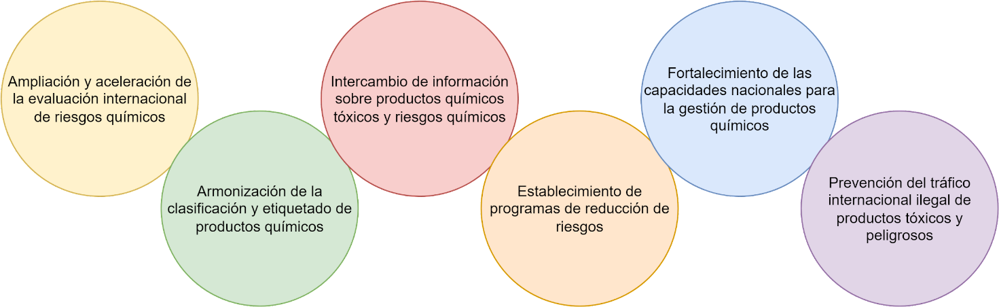 Ampliación y aceleración de
la evaluación internacional
de riesgos químicos
Armonización de la
clasificación y etiquetado de
productos químicos
Intercambio de información
sobre productos químicos
tóxicos y riesgos químicos
Establecimiento de
programas de reducción de
riesgos
Fortalecimiento de las
capacidades nacionales para
la gestión de productos
químicos
Prevención del tráfico
internacional ilegal de
productos tóxicos y
peligrosos